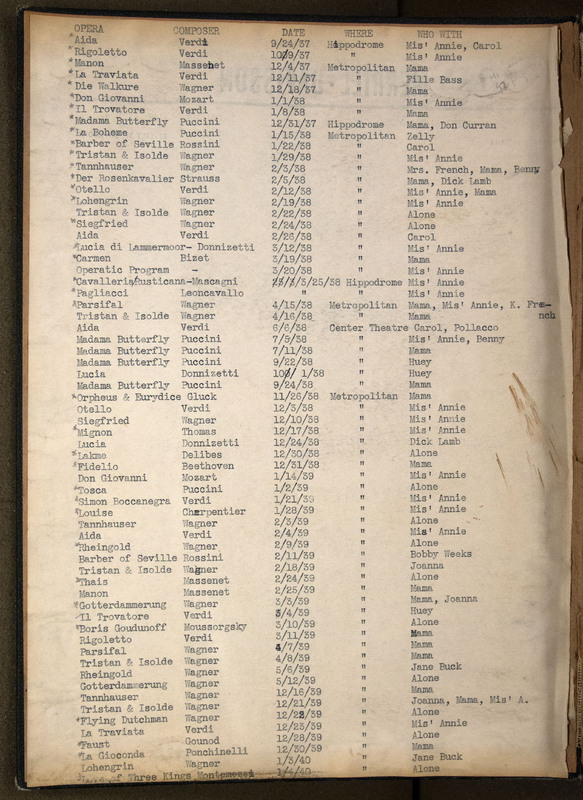 OPERA COMPOSER DATE WHERE WHO WITH
*Aida Verdi 9/24/37 Hippodrome Mis' Annie, Carol
*Rigoletto Verdi 10/9/37 " Mis' Annie
*Manon Massenet 12/4/37 Metropolitan Mama
*La Traviata Verdi 12/11/37 " Fille Bass
*Die Walkure Wagner 12/18/37 " Mama
*Don Giovanni Mozart 1/1/38 " Mis' Annie
*Il Trovatore Verdi 1/8/38 " Mama
*Madama Butterfly Puccini 12/31/37 Hippodrome Mama, Don Curran
*La Boheme Puccini 1/15/38 Metropolitan Zelly
*Barber of Seville Rossini 1/22/38 " Carol
*Tristan & Isolde Wagner 1/29/38 " Mis' Annie
*Tannhauser Wagner 2/3/38 " Mrs. French, Mama, Benny
*Der Rosenkavalier Strauss 2/5/38 " Mama, Dick Lamb
*Otello Verdi 2/12/38 " Mis' Annie, Mama
*Lohengrin Wagner 2/19/38 " Mis' Annie
Tristan & Isolde Wagner 2/22/38 " Alone
*Siegfried Wagner 2/24/38 " Alone
Aida Verdi 2/26/38 " Carol
*Lucia di Lammermoor- Donnizetti 3/12/38 " Mis' Annie
*Carmen Bizet 3/19/38 " Mama
Operatic Program - 3/20/38 " Mis' Annie
*Cavalleria Rusticana-Mascagni 3/25/38 Hippodrome Mis' Annie
*Pagliacci Leoncavallo " " Mis' Annie
*Parsifal Wagner 4/15/38 Metropolitan Mama, Mis' Annie, K. Fre-
nch
Tristan & Isolde Wagner 4/16/38 " Mama
Aida Verdi 6/6/38 Center Theatre Carol, Pollacco
Madama Butterfly Puccini 7/5/38 " Mis' Annie, Benny
Madama Butterfly Puccini 7/11/38 " Mama
Madama Butterfly Puccini 9/22/38 " Huey
Lucia Donnizetti 10/ 1/38 " Huey
Madama Butterfly Puccini 9/24/38 " Mama
*Orpheus & Eurydice Gluck 11/26/38 Metropolitan Mama
Otello Verdi 12/3/38 " Mis' Annie
Siegfried Wagner 12/10/38 " Mis' Annie
*Mignon Thomas 12/17/38 " Mis' Annie
Lucia Donnizetti 12/24/38 " Dick Lamb
*Lakme Delibes 12/30/38 " Alone
*Fidelio Beethoven 12/31/38 " Mama
Don Giovanni Mozart 1/14/39 " Mis' Annie
*Tosca Puccini 1/2/39 " Alone
*Simon Boccanegra Verdi 1/21/39 " Mis' Annie
*Louise Charpentier 1/28/39 " Mis' Annie
Tannhauser Wagner 2/3/39 " Alone
Aida Verdi 2/4/39 " Mis' Annie
*Rheingold Wagner 2/9/39 " Alone
Barber of Seville Rossini 2/11/39 " Bobby Weeks
Tristan & Isolde Wagner 2/18/39 " Joanna
*Thais Massenet 2/24/39 " Alone
Manon Massenet 2/25/39 " Mama
*Gotterdammerung Wagner 3/3/39 " Mama, Joanna
Il Trovatore Verdi 3/4/39 " Huey
*Boris Goudunoff Moussorgsky 3/10/39 " Alone
Rigoletto Verdi 3/11/39 " Mama
Parsifal Wagner 4/7/39 " Mama
Tristan & Isolde Wagner 4/8/39 " Mama
Rheingold Wagner 5/6/39 " Jane Buck
Gotterdammerung Wagner 5/12/39 " Alone
Tannhauser Wagner 12/16/39 " Mama
Tristan & Isolde Wagner 12/21/39 " Joanna, Mama, Mis' A.
*Flying Dutchman Wagner 12/22/39 " Alone
La Traviata Verdi 12/23/39 " Mis' Annie
*Faust Gounod 12/28/39 " Alone
*La Gioconda Ponchinelli 12/30/39 " Mama
Lohengrin Wagner 1/3/40 " Jane Buck
of Three Kings Montemezzi 1/4/40 " Alone